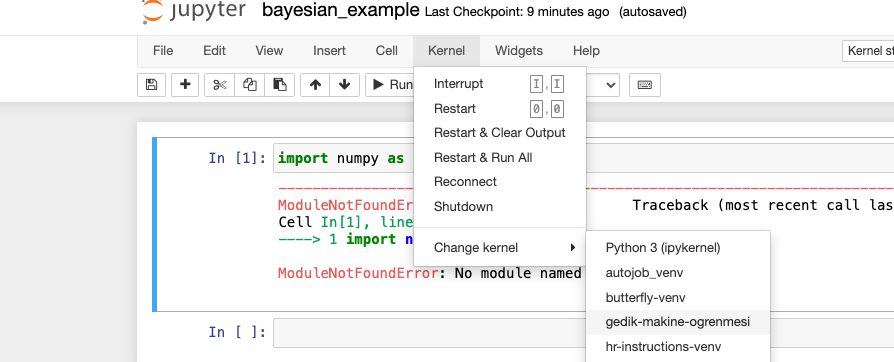 jupyter bayesian_example Last Checkpoint: 9 minutes ago (autosaved)
File Edit View Insert Cell Kernel Widgets Help Kernel
Run
Interrupt I,I
Restart 0,0
Restart & Clear Output
Restart & Run All
Reconnect
Shutdown
Change kernel
Python 3 (ipykernel)
autojob_venv
butterfly-venv
gedik-makine-ogrenmesi
hr-instructions-venv
In [1]: import numpy as
Traceback (most recent call las
Cell In[1], line
----> 1 import n
ModuleNotFoundError: No module named
In [ ]: